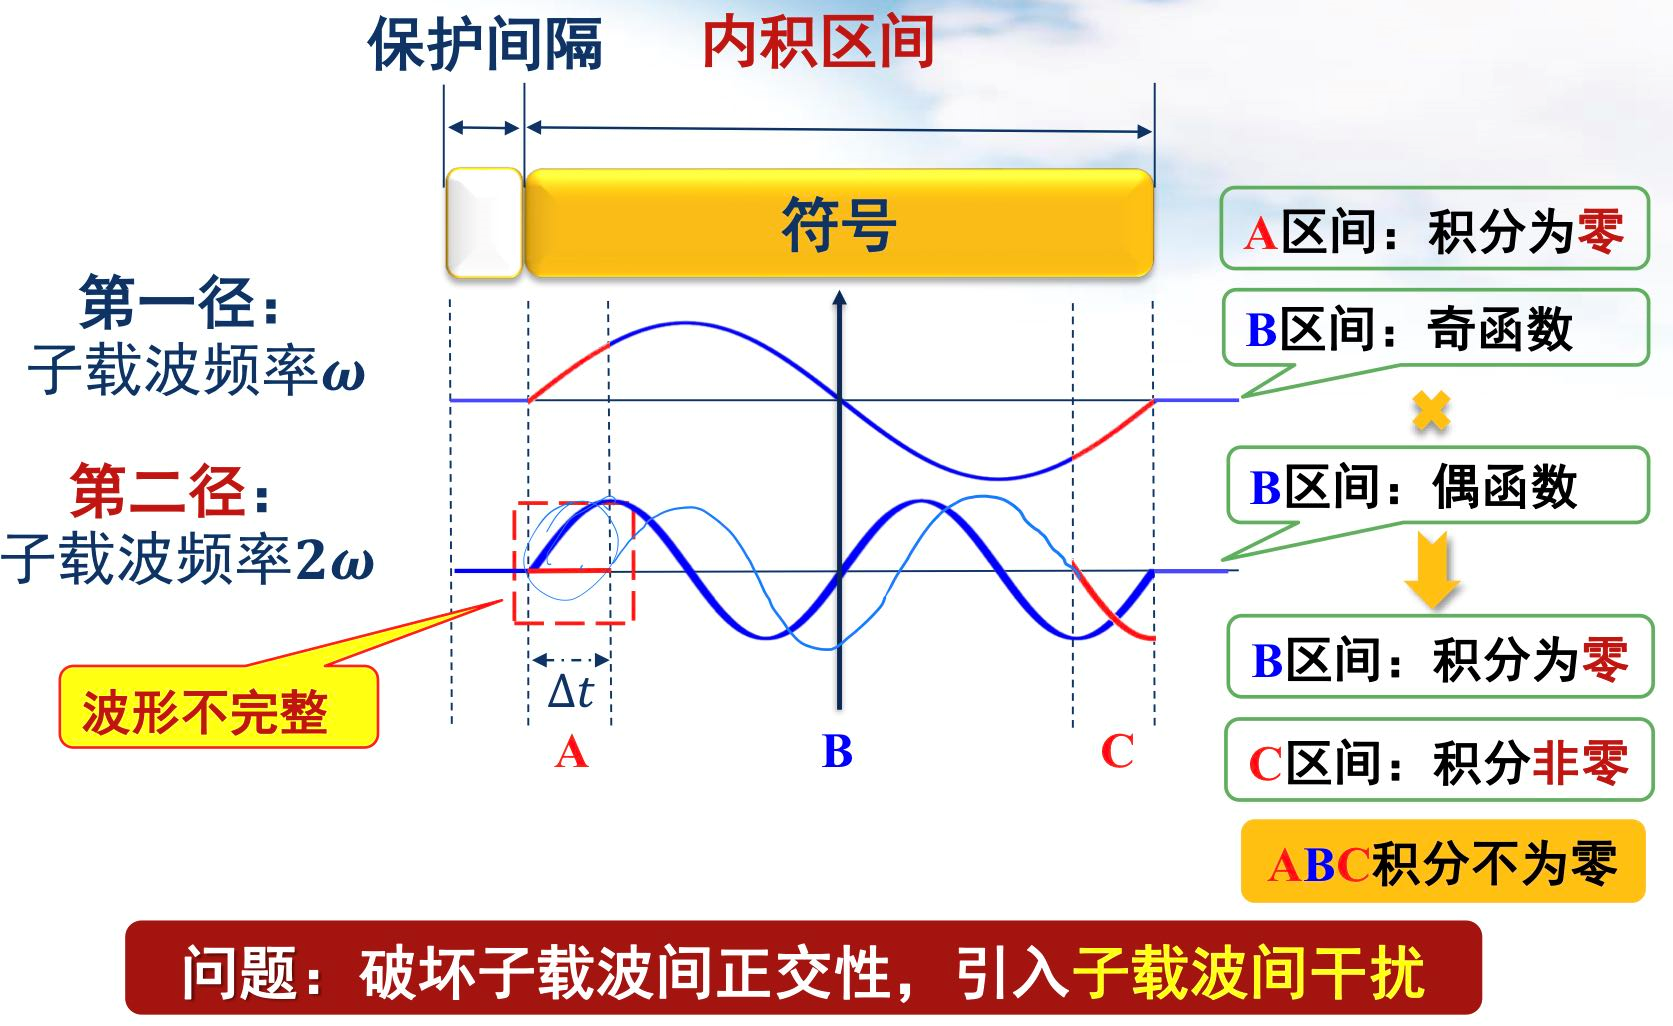 保护间隔
内积区间
符号
第一径：
子载波频率ω
第二径：
子载波频率2ω
波形不完整
Δt
A
B
C
A区间：积分为零
B区间：奇函数
B区间：偶函数
B区间：积分为零
C区间：积分非零
ABC积分不为零
问题：破坏子载波间正交性，引入子载波间干扰